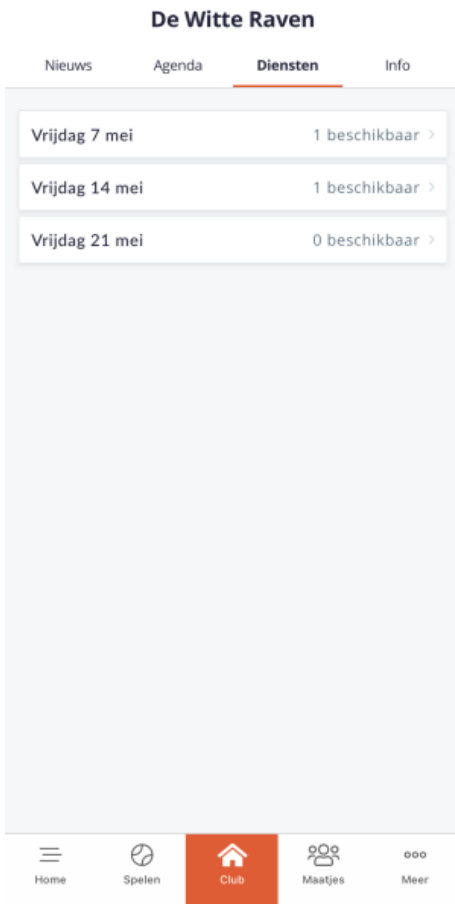 De Witte Raven
Nieuws Agenda Diensten Info
Vrijdag 7 mei 1 beschikbaar
Vrijdag 14 mei 1 beschikbaar
Vrijdag 21 mei 0 beschikbaar
Home Spelen Club Maatjes Meer